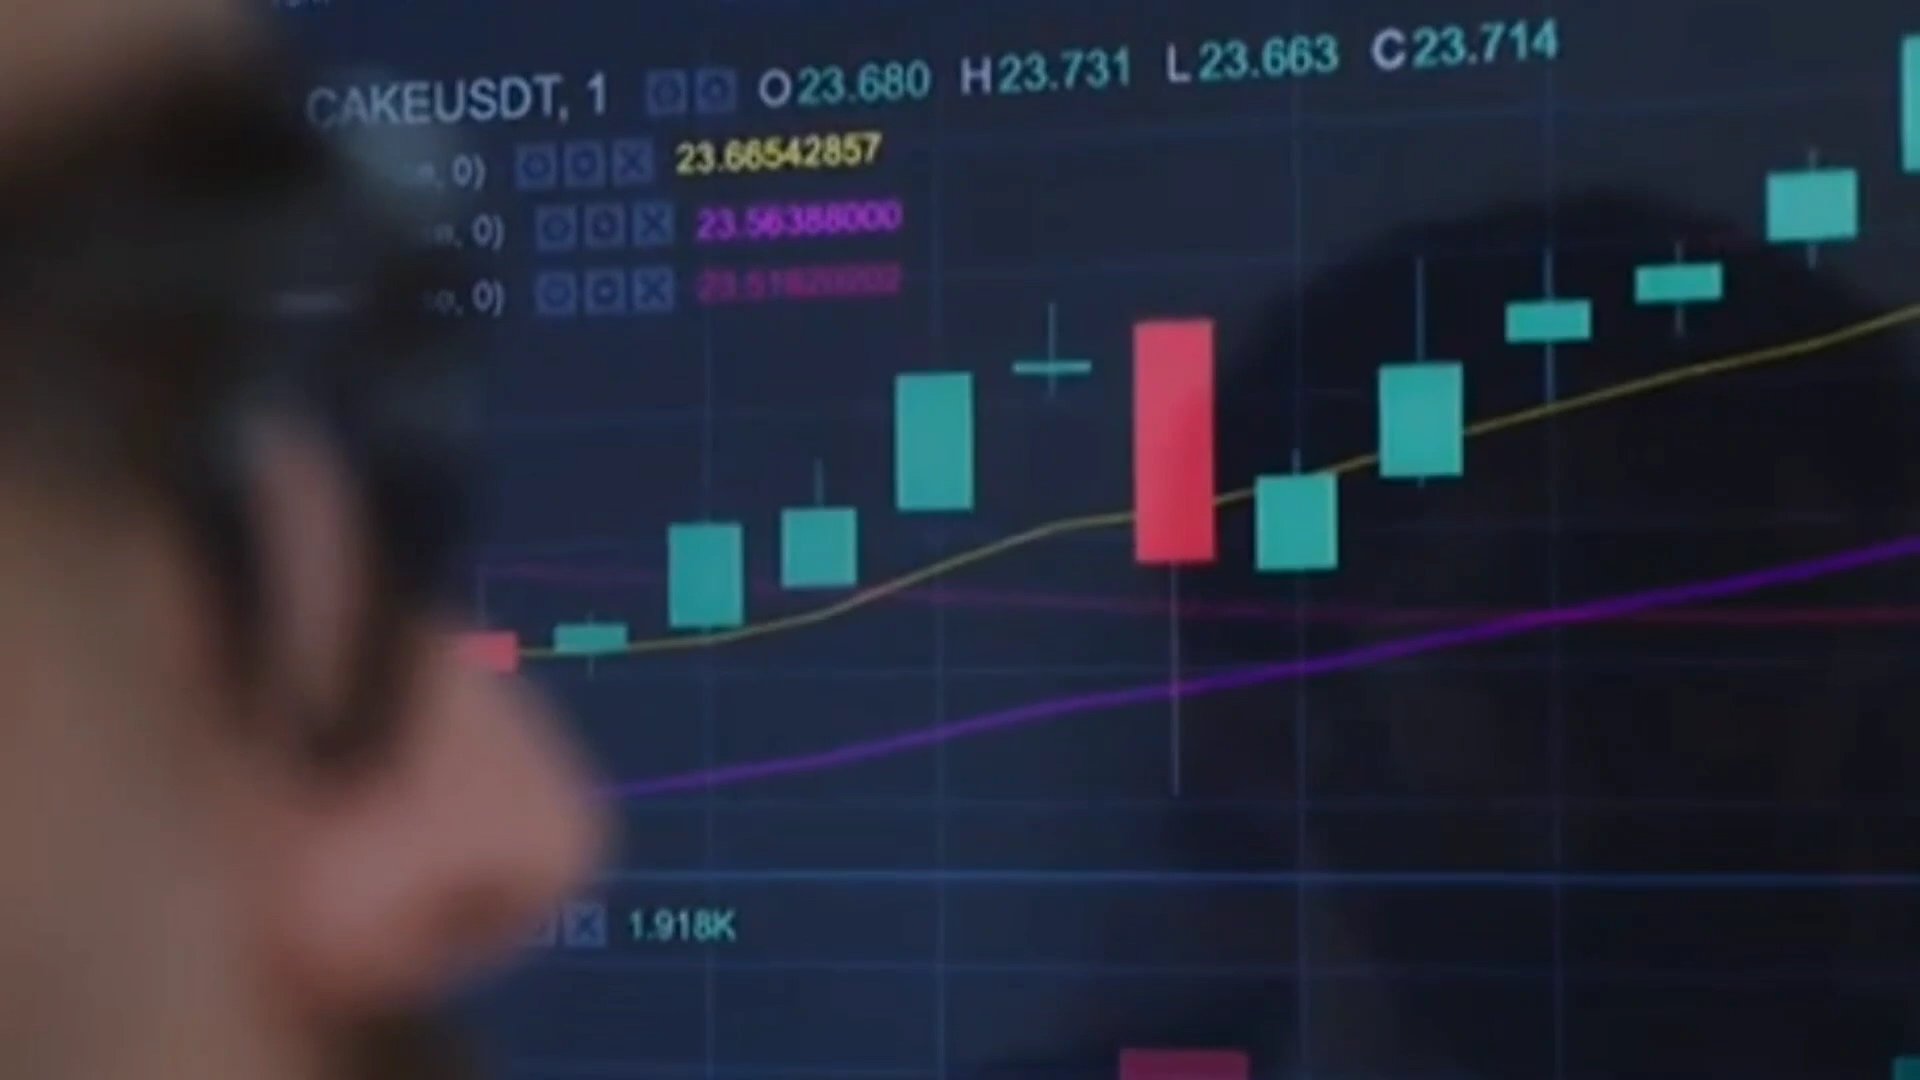 CAKEUSDT, 1 O23.680 H23.731 L23.663 C23.714
0) 23.66542857
0) 23.56388000
0)
1.918K